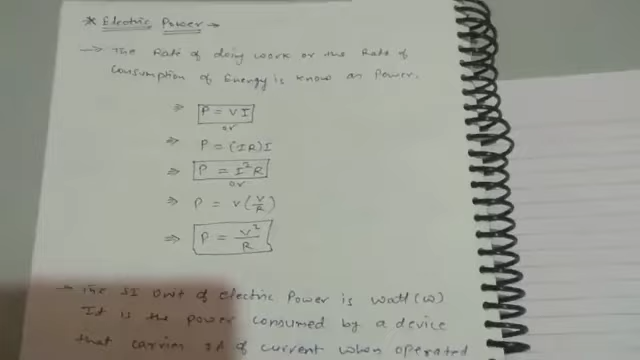 * Electric Power →
→ The Rate of doing work or the Rate of
Consumption of Energy is know as Power.
⇒ P = VI
or
⇒ P = (IR)I
⇒ P = I²R
or
⇒ P = V(V/R)
⇒ P = V²/R
→ The SI Unit of electric Power is Watt (W)
It is the power consumed by a device
that carries 1A of current when operated